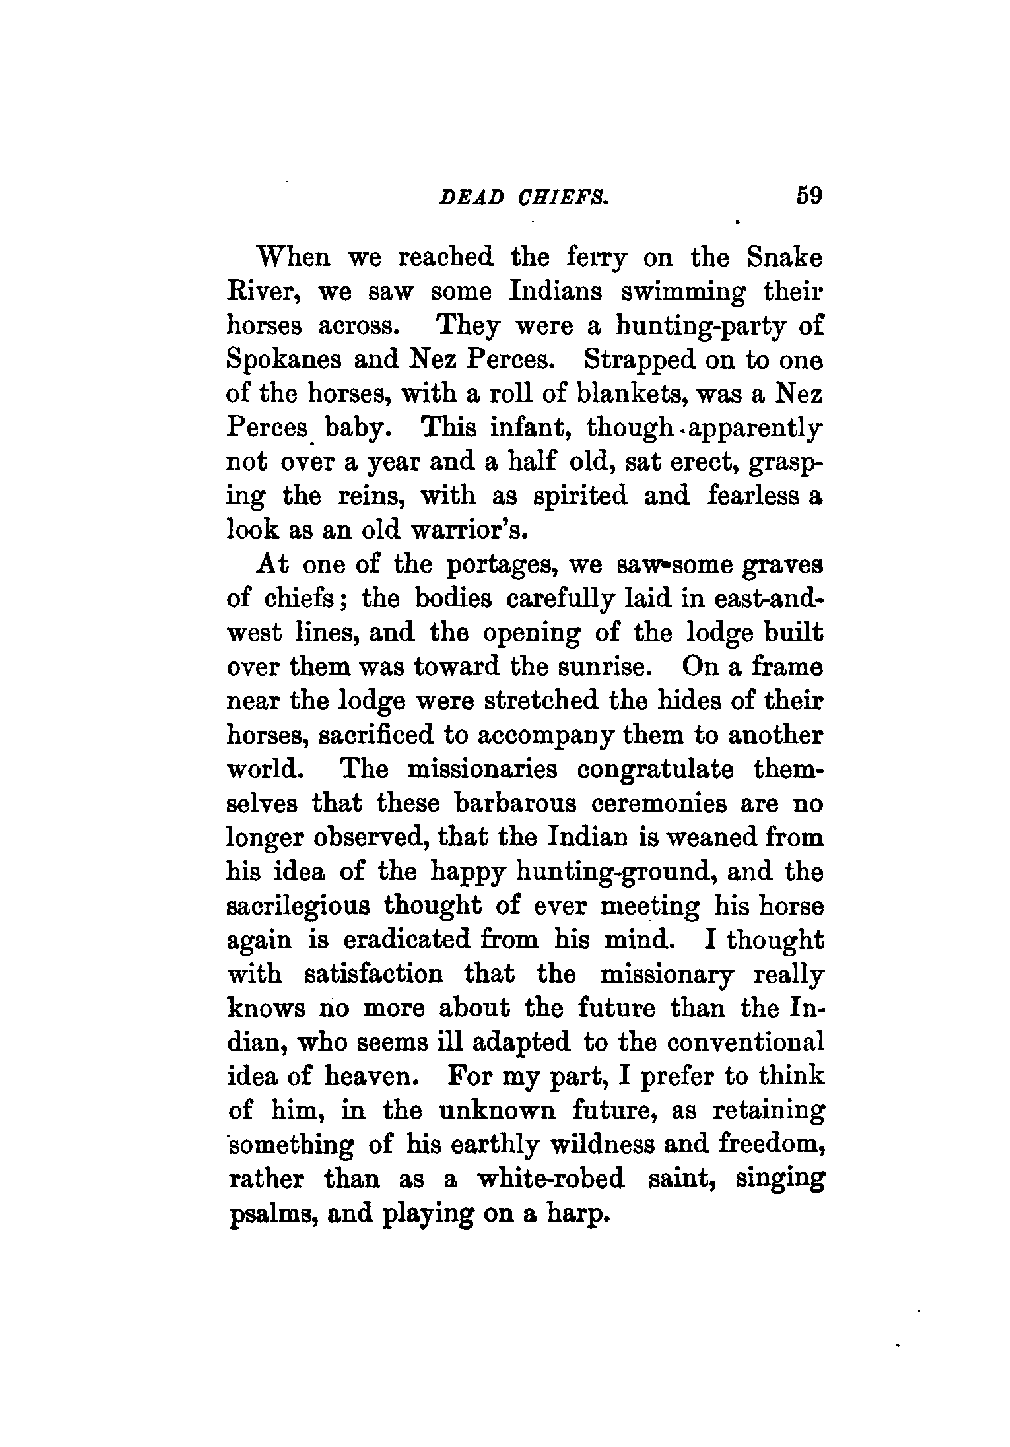 DEAD CHIEFS. 59
When we reached the ferry on the Snake
River, we saw some Indians swimming their
horses across. They were a hunting-party of
Spokanes and Nez Perces. Strapped on to one
of the horses, with a roll of blankets, was a Nez
Perces baby. This infant, though apparently
not over a year and a half old, sat erect, grasp-
ing the reins, with as spirited and fearless a
look as an old warrior's.
At one of the portages, we saw some graves
of chiefs; the bodies carefully laid in east-and-
west lines, and the opening of the lodge built
over them was toward the sunrise. On a frame
near the lodge were stretched the hides of their
horses, sacrificed to accompany them to another
world. The missionaries congratulate them-
selves that these barbarous ceremonies are no
longer observed, that the Indian is weaned from
his idea of the happy hunting-ground, and the
sacrilegious thought of ever meeting his horse
again is eradicated from his mind. I thought
with satisfaction that the missionary really
knows no more about the future than the In-
dian, who seems ill adapted to the conventional
idea of heaven. For my part, I prefer to think
of him, in the unknown future, as retaining
something of his earthly wildness and freedom,
rather than as a white-robed saint, singing
psalms, and playing on a harp.